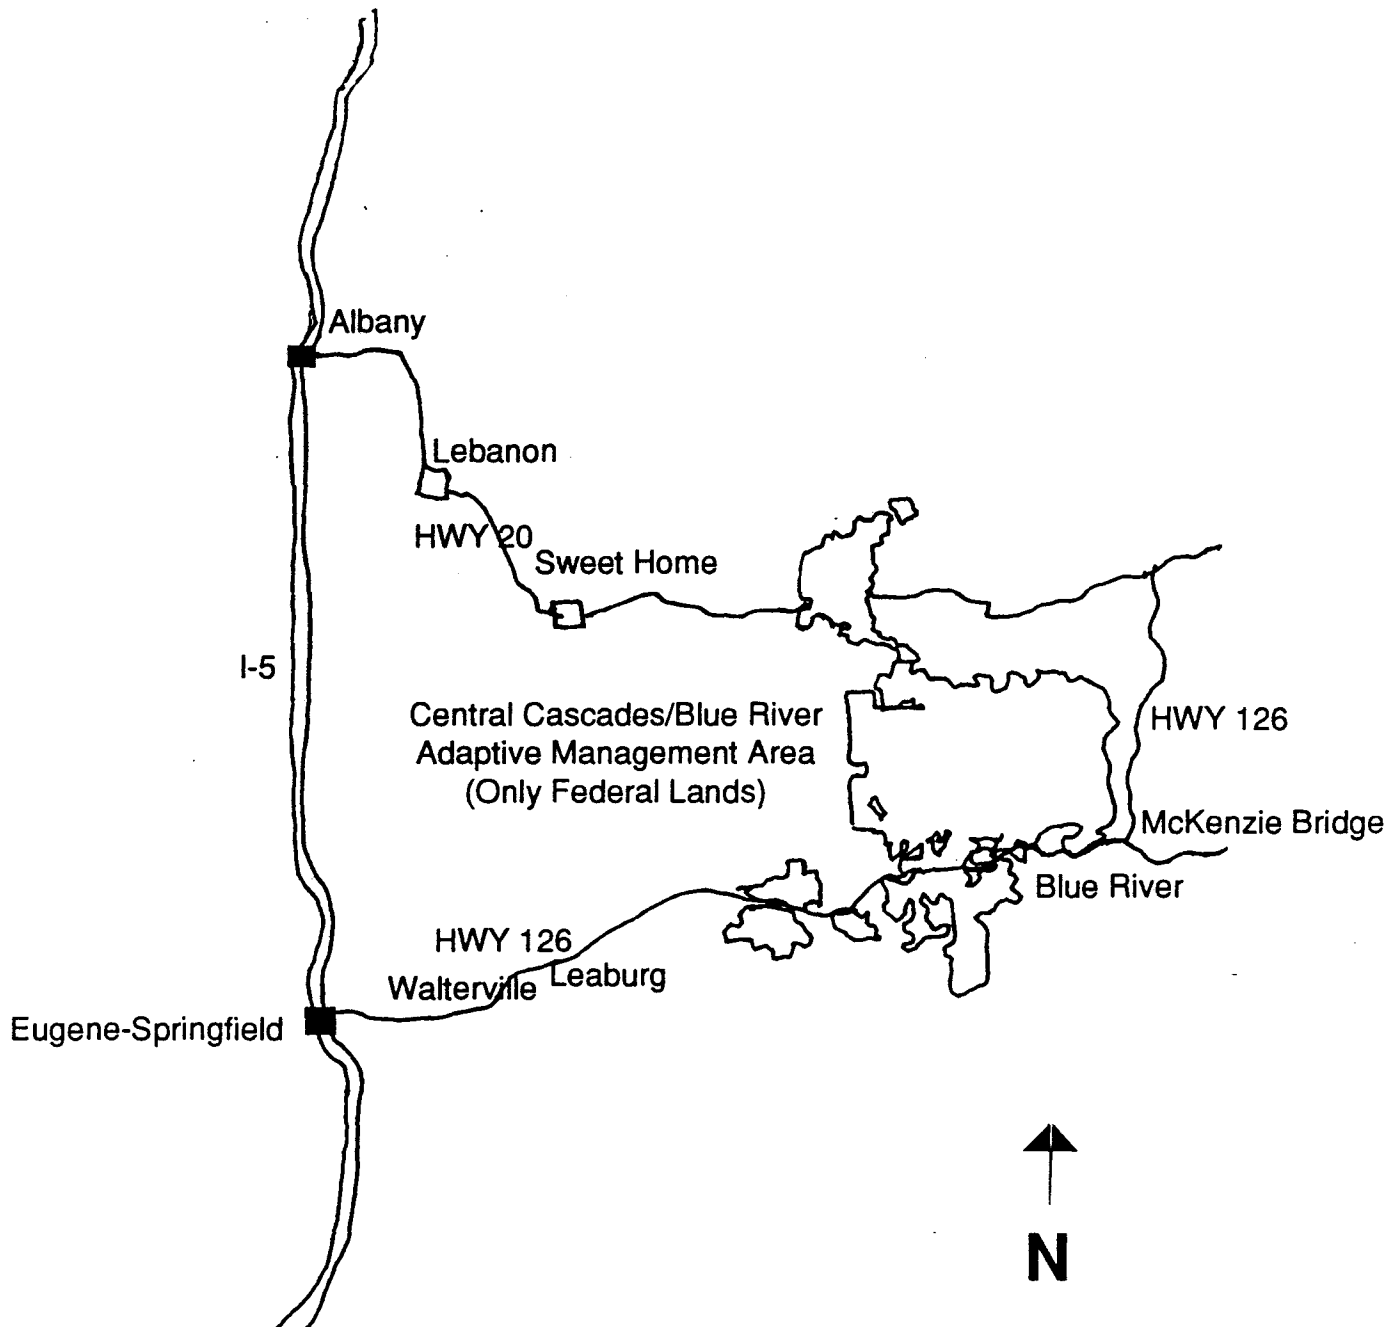 Albany
Lebanon
HWY 20
Sweet Home
I-5
Central Cascades/Blue River
Adaptive Management Area
(Only Federal Lands)
HWY 126
McKenzie Bridge
Blue River
HWY 126
Leaburg
Walterville
Eugene-Springfield
N